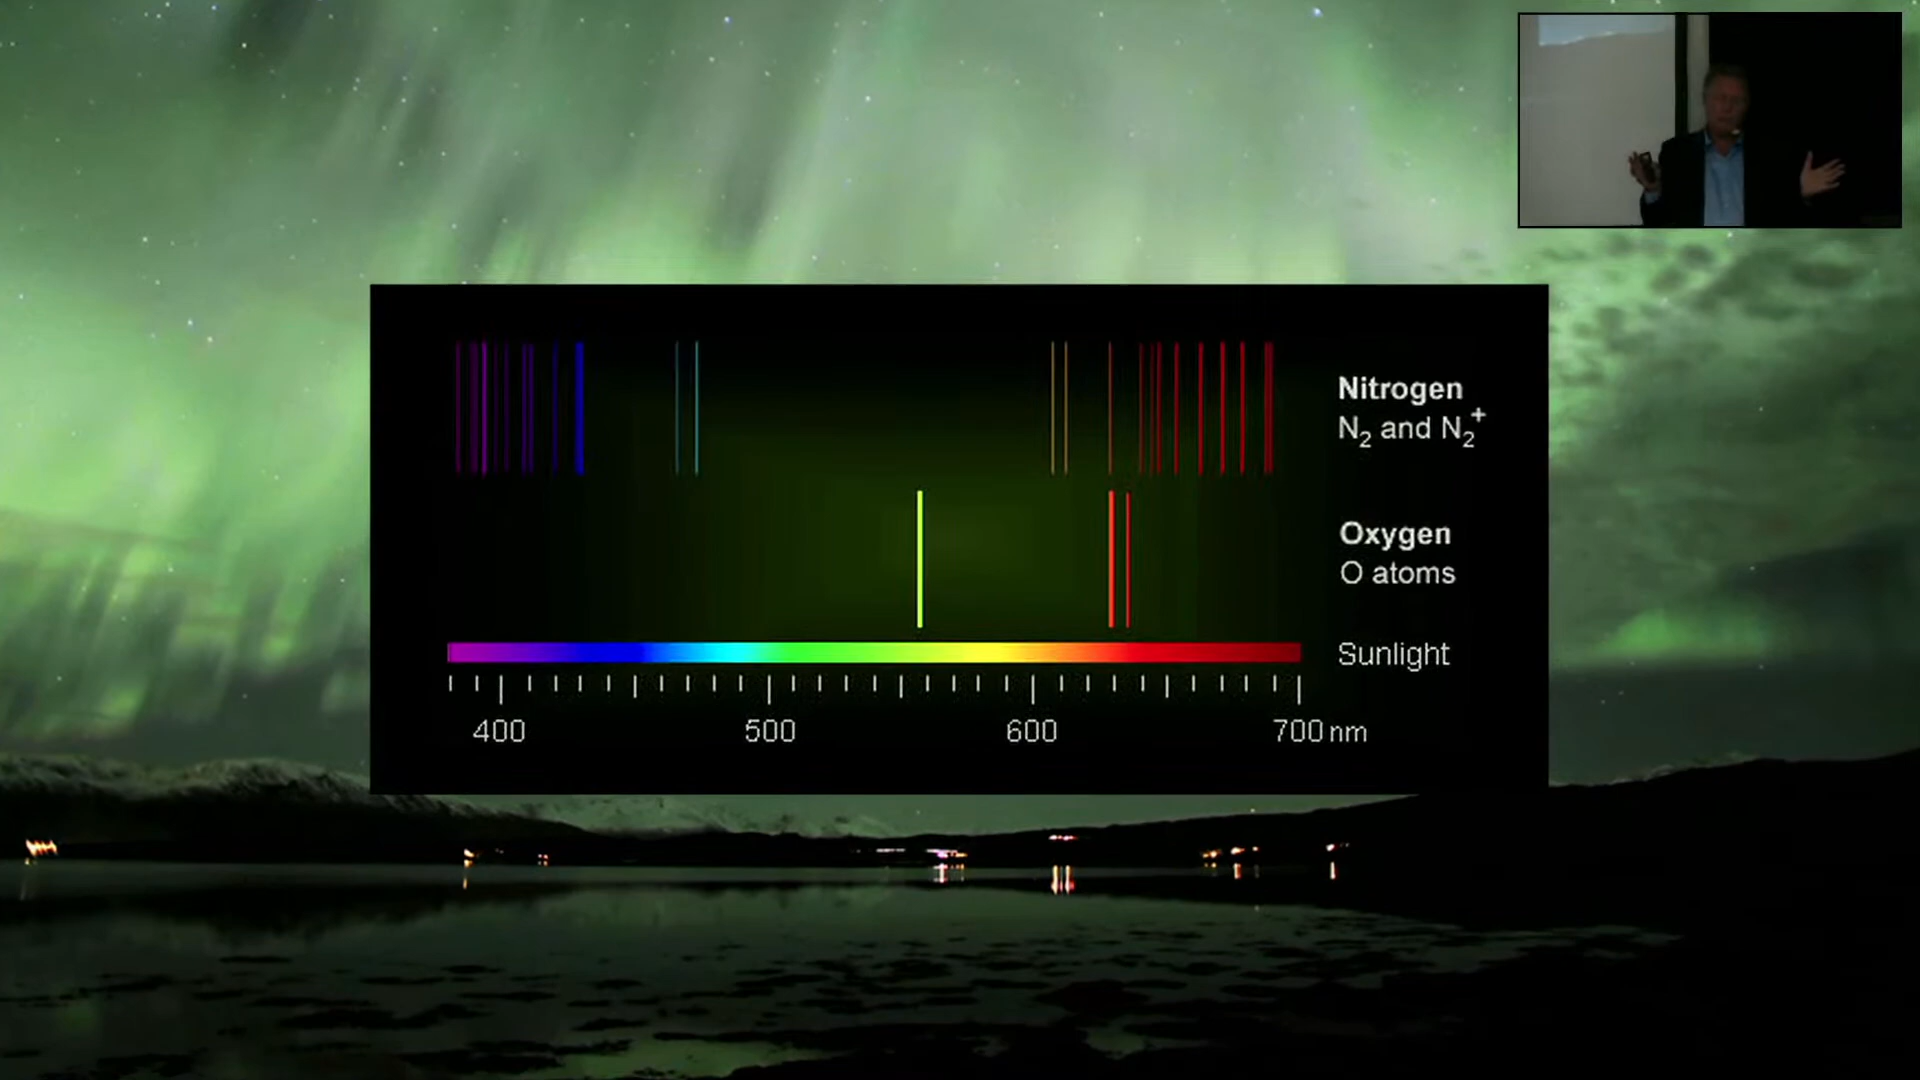 Nitrogen
N₂ and N₂⁺
Oxygen
O atoms
Sunlight
400 500 600 700 nm